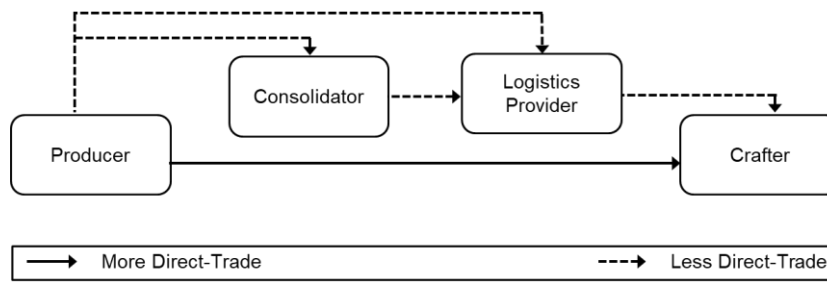 Consolidator
Logistics
Provider
Producer
Crafter
More Direct-Trade
Less Direct-Trade